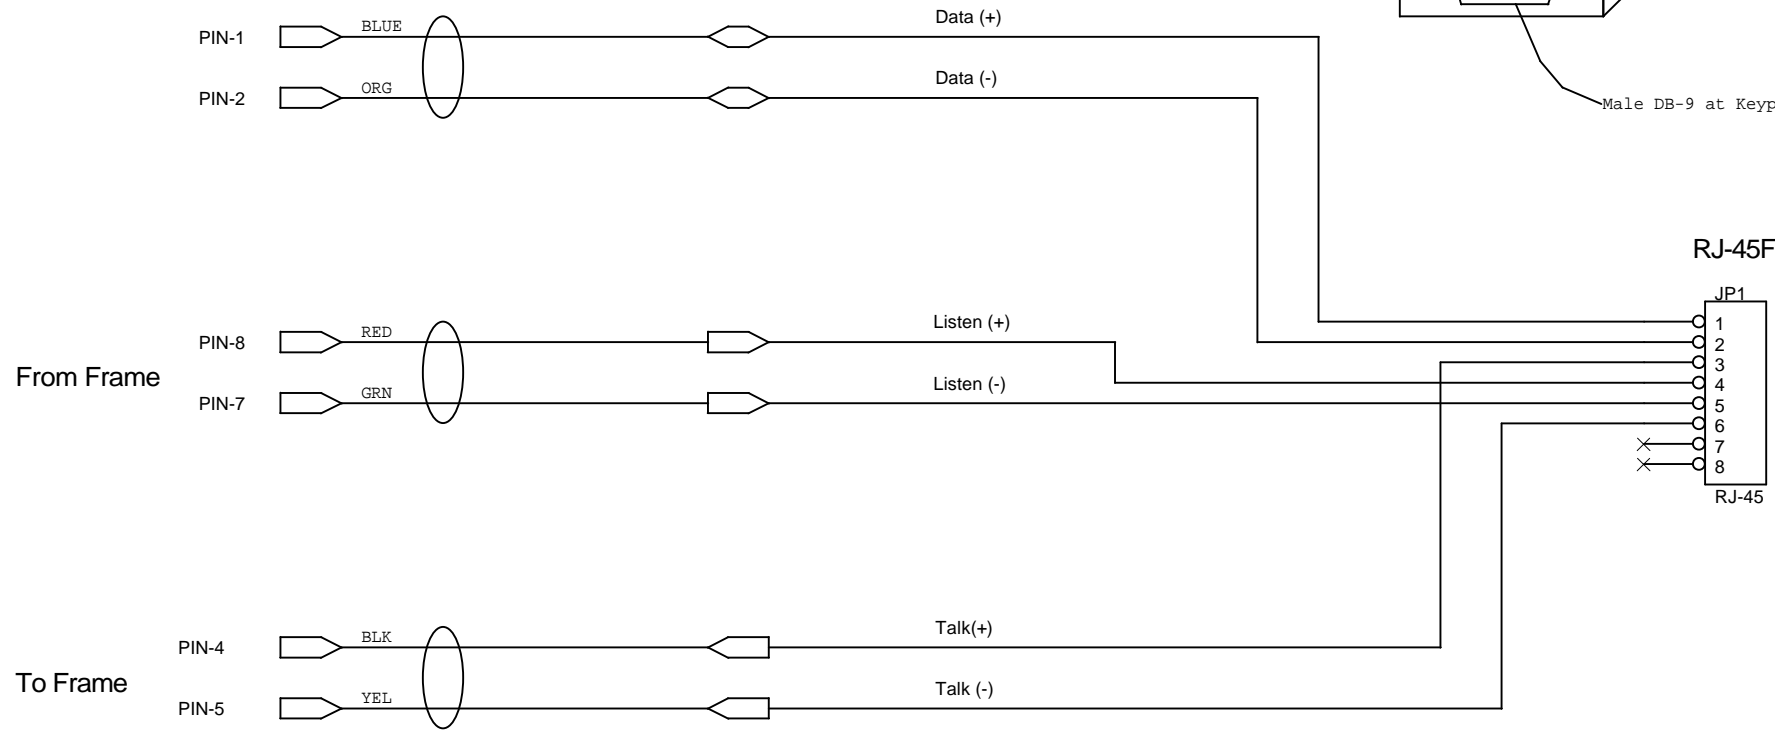 Data (+)
PIN-1 BLUE
Data (-)
PIN-2 ORG
Male DB-9 at Keyp
RJ-45F
JP1
Listen (+)
1
PIN-8 RED
2
3
From Frame
Listen (-)
4
PIN-7 GRN
5
6
7
8
RJ-45
Talk(+)
PIN-4 BLK
To Frame
Talk (-)
PIN-5 YEL